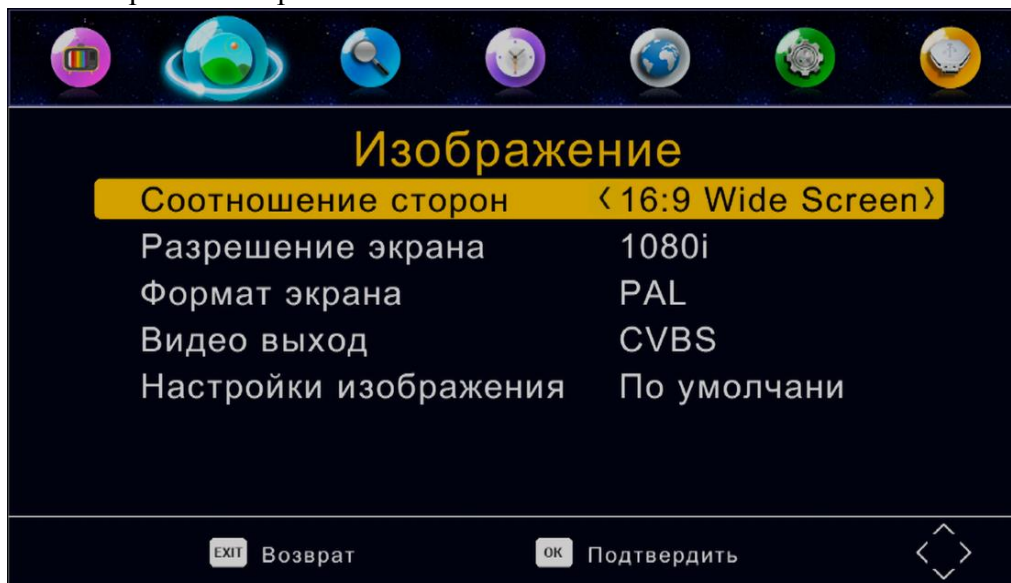 Изображение
Соотношение сторон 16:9 Wide Screen
Разрешение экрана 1080i
Формат экрана PAL
Видео выход CVBS
Настройки изображения По умолчани
EXIT Возврат OK Подтвердить